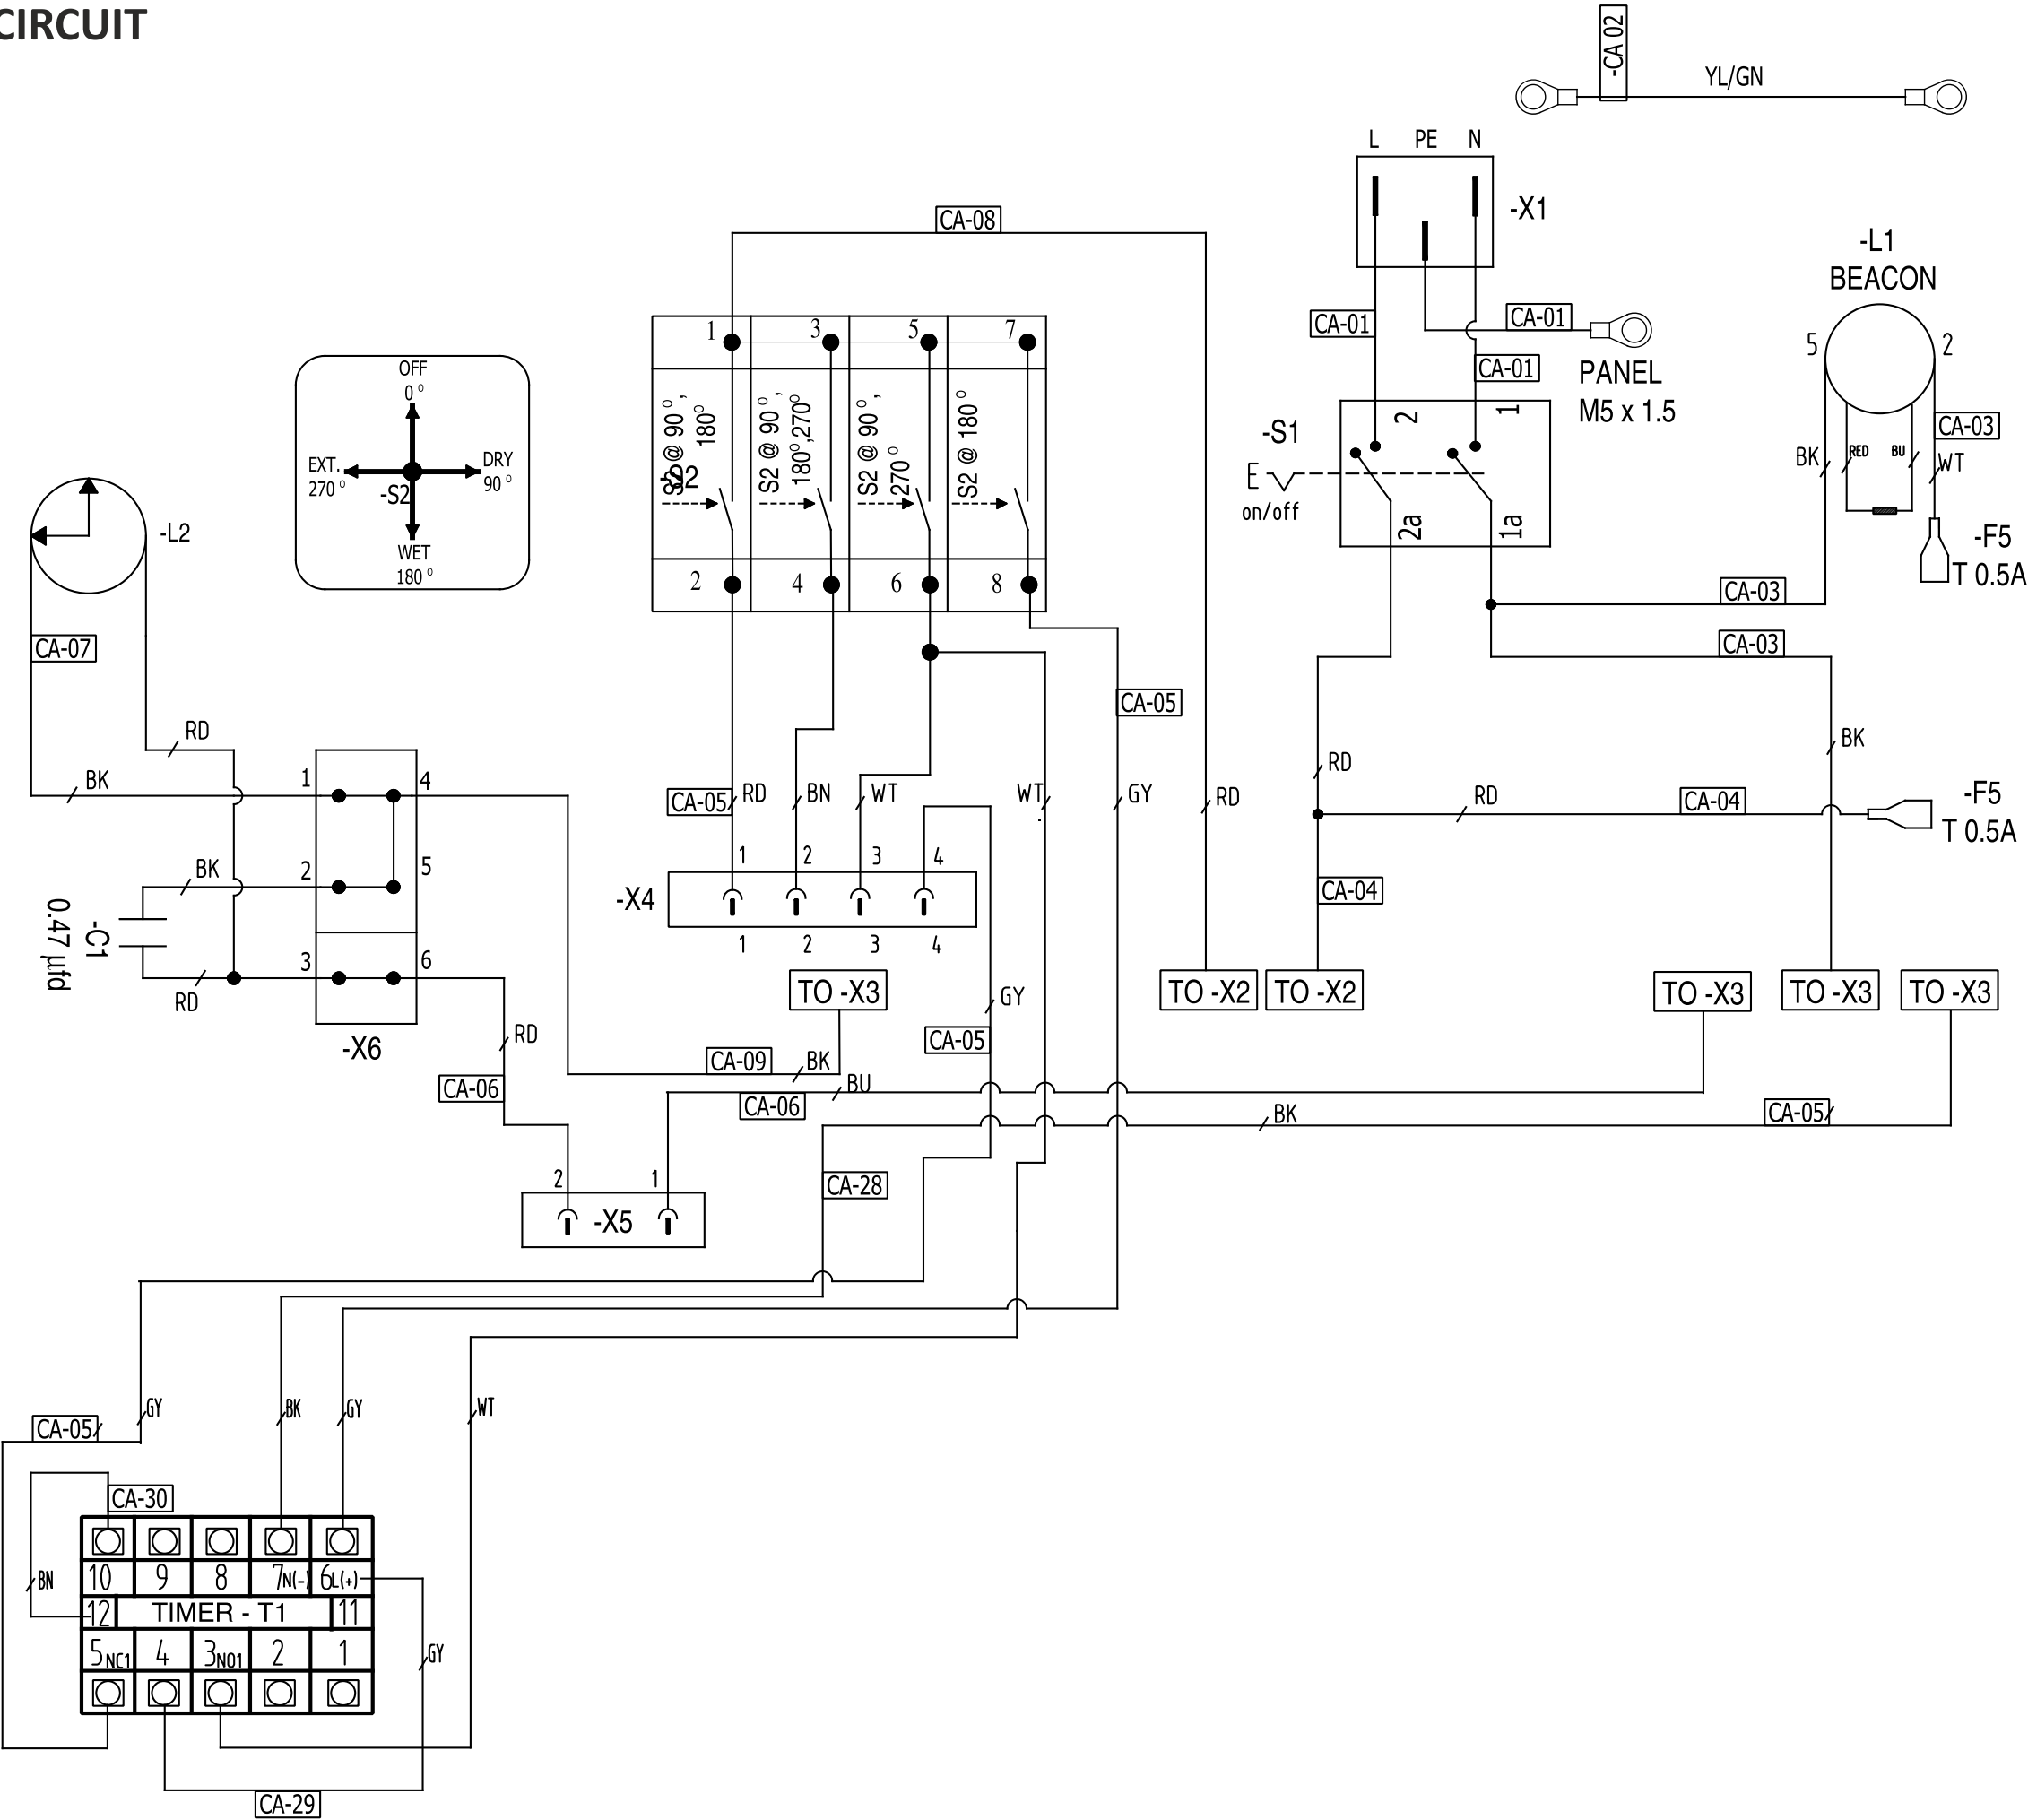 CIRCUIT
-CA 02
YL/GN
L PE N
-X1
CA-08
-L1
BEACON
CA-01
CA-01
CA-01
PANEL
M5 x 1.5
5
2
1 3 5 7
OFF
0 °
EXT.
270 °
DRY
90 °
-S2
WET
180 °
S2 @ 90 ° ,
180°
-S2
S2 @ 90 ° ,
180°,270°
S2 @ 90 ° ,
270 °
S2 @ 180 °
-S1
E
on/off
2
1
2a
1a
CA-03
BK
RED
BU
WT
-F5
T 0.5A
-L2
2 4 6 8
CA-03
CA-03
CA-07
CA-05
RD
BK
1
4
CA-05
RD
BN
WT
WT
.
GY
RD
RD
BK
RD
CA-04
-F5
T 0.5A
BK
2
5
1 2 3 4
-X4
CA-04
0.47 µfd
-C1
3
6
1 2 3 4
RD
-X6
TO -X3
TO -X2
TO -X2
TO -X3
TO -X3
TO -X3
GY
CA-05
RD
CA-09
BK
CA-06
BU
CA-06
BK
CA-05
2
1
-X5
CA-28
GY
BK
GY
WT
CA-05
CA-30
BN
10 9 8 7N(-) 6L(+)
12 TIMER - T1 11
5NC1 4 3NO1 2 1
GY
CA-29